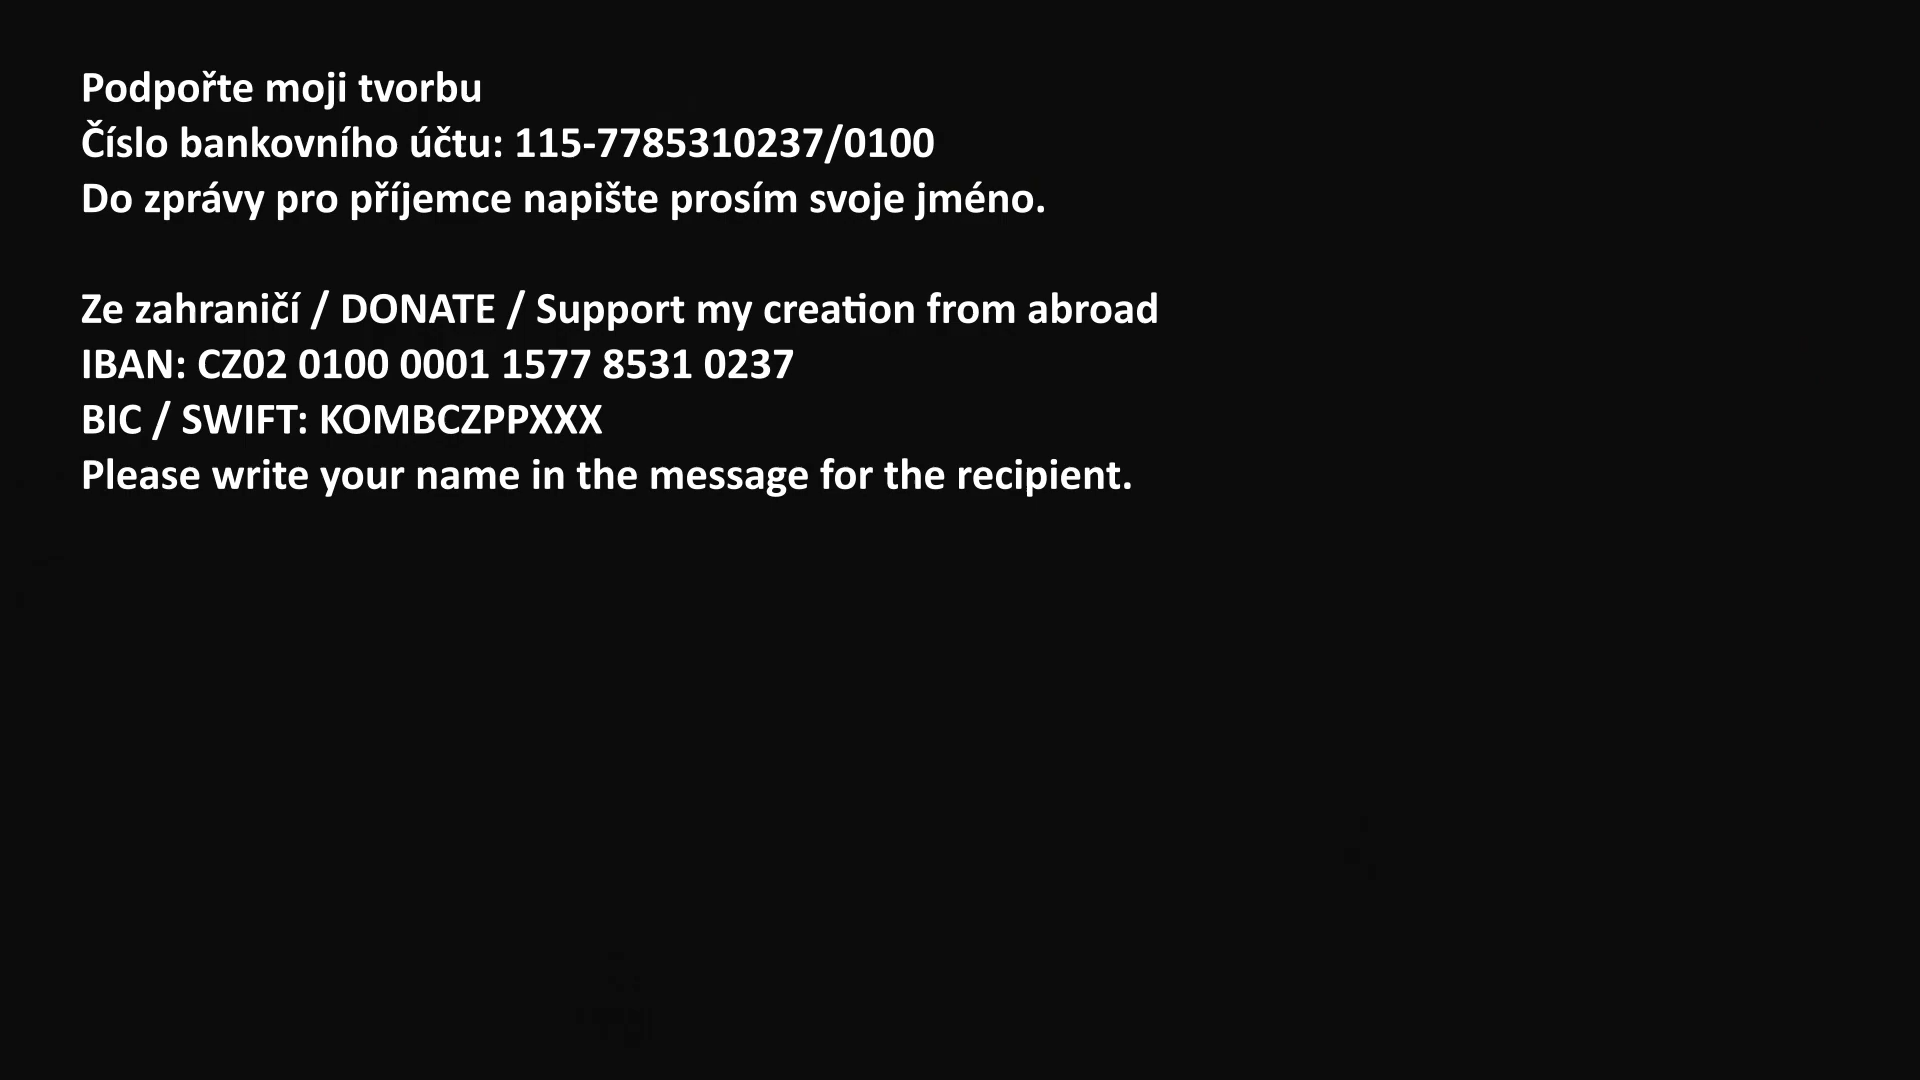 Podpořte moji tvorbu
Číslo bankovního účtu: 115-7785310237/0100
Do zprávy pro příjemce napište prosím svoje jméno.
Ze zahraničí / DONATE / Support my creation from abroad
IBAN: CZ02 0100 0001 1577 8531 0237
BIC / SWIFT: KOMBCZPPXXX
Please write your name in the message for the recipient.